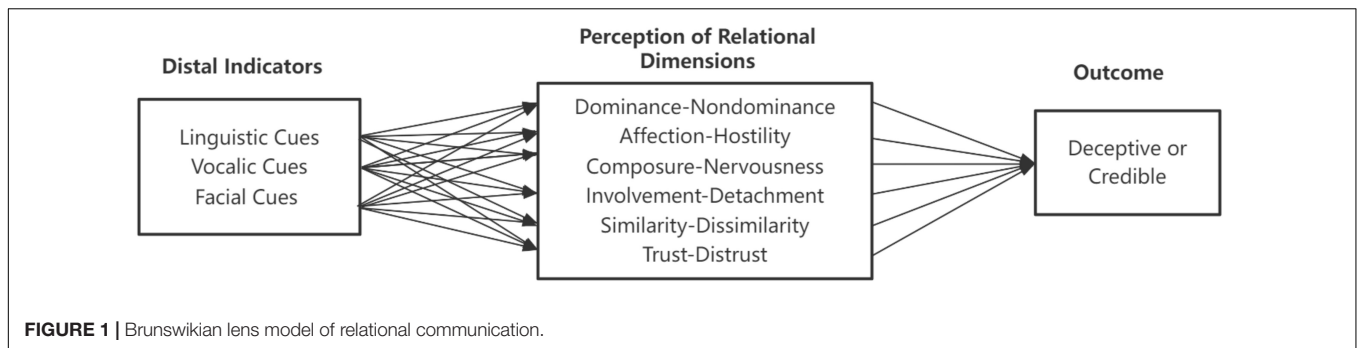 Distal Indicators
Linguistic Cues
Vocalic Cues
Facial Cues
Perception of Relational
Dimensions
Dominance-Nondominance
Affection-Hostility
Composure-Nervousness
Involvement-Detachment
Similarity-Dissimilarity
Trust-Distrust
Outcome
Deceptive or
Credible
FIGURE 1 | Brunswikian lens model of relational communication.